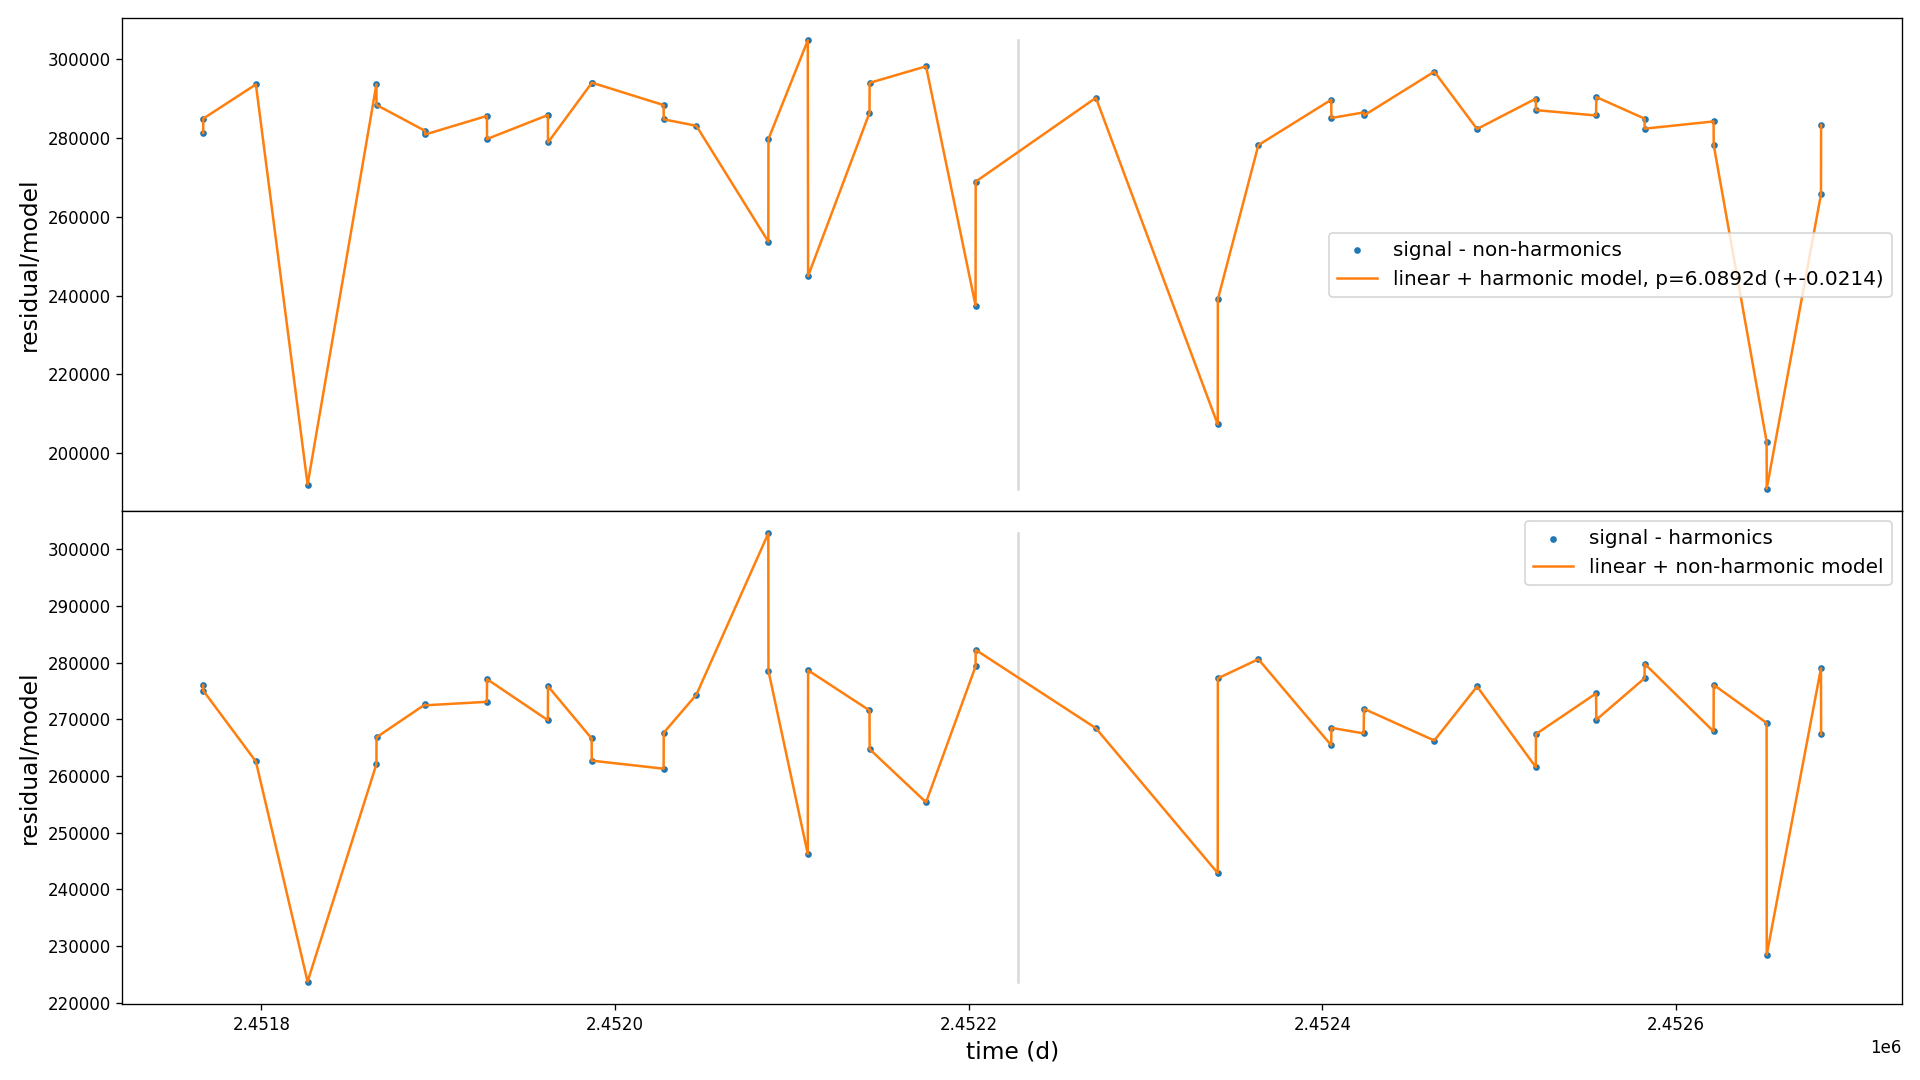 300000
280000
260000
240000
220000
200000
residual/model
signal - non-harmonics
linear + harmonic model, p=6.0892d (+-0.0214)
300000
290000
280000
270000
260000
250000
240000
230000
220000
residual/model
signal - harmonics
linear + non-harmonic model
2.4518 2.4520 2.4522 2.4524 2.4526
time (d)
1e6